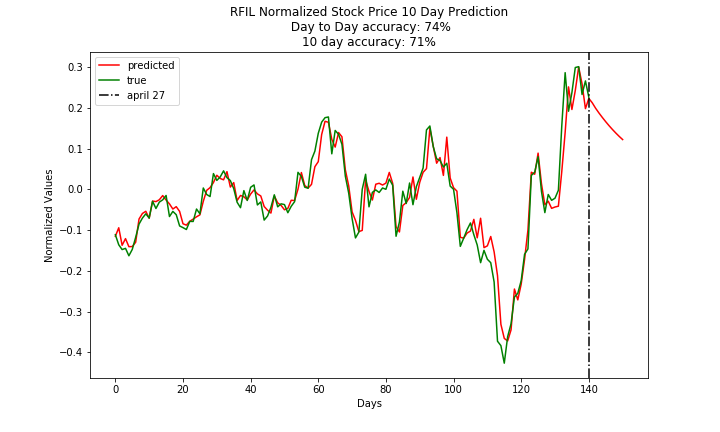 RFIL Normalized Stock Price 10 Day Prediction
Day to Day accuracy: 74%
10 day accuracy: 71%
predicted
true
april 27
Normalized Values
0.3
0.2
0.1
0.0
−0.1
−0.2
−0.3
−0.4
0 20 40 60 80 100 120 140
Days